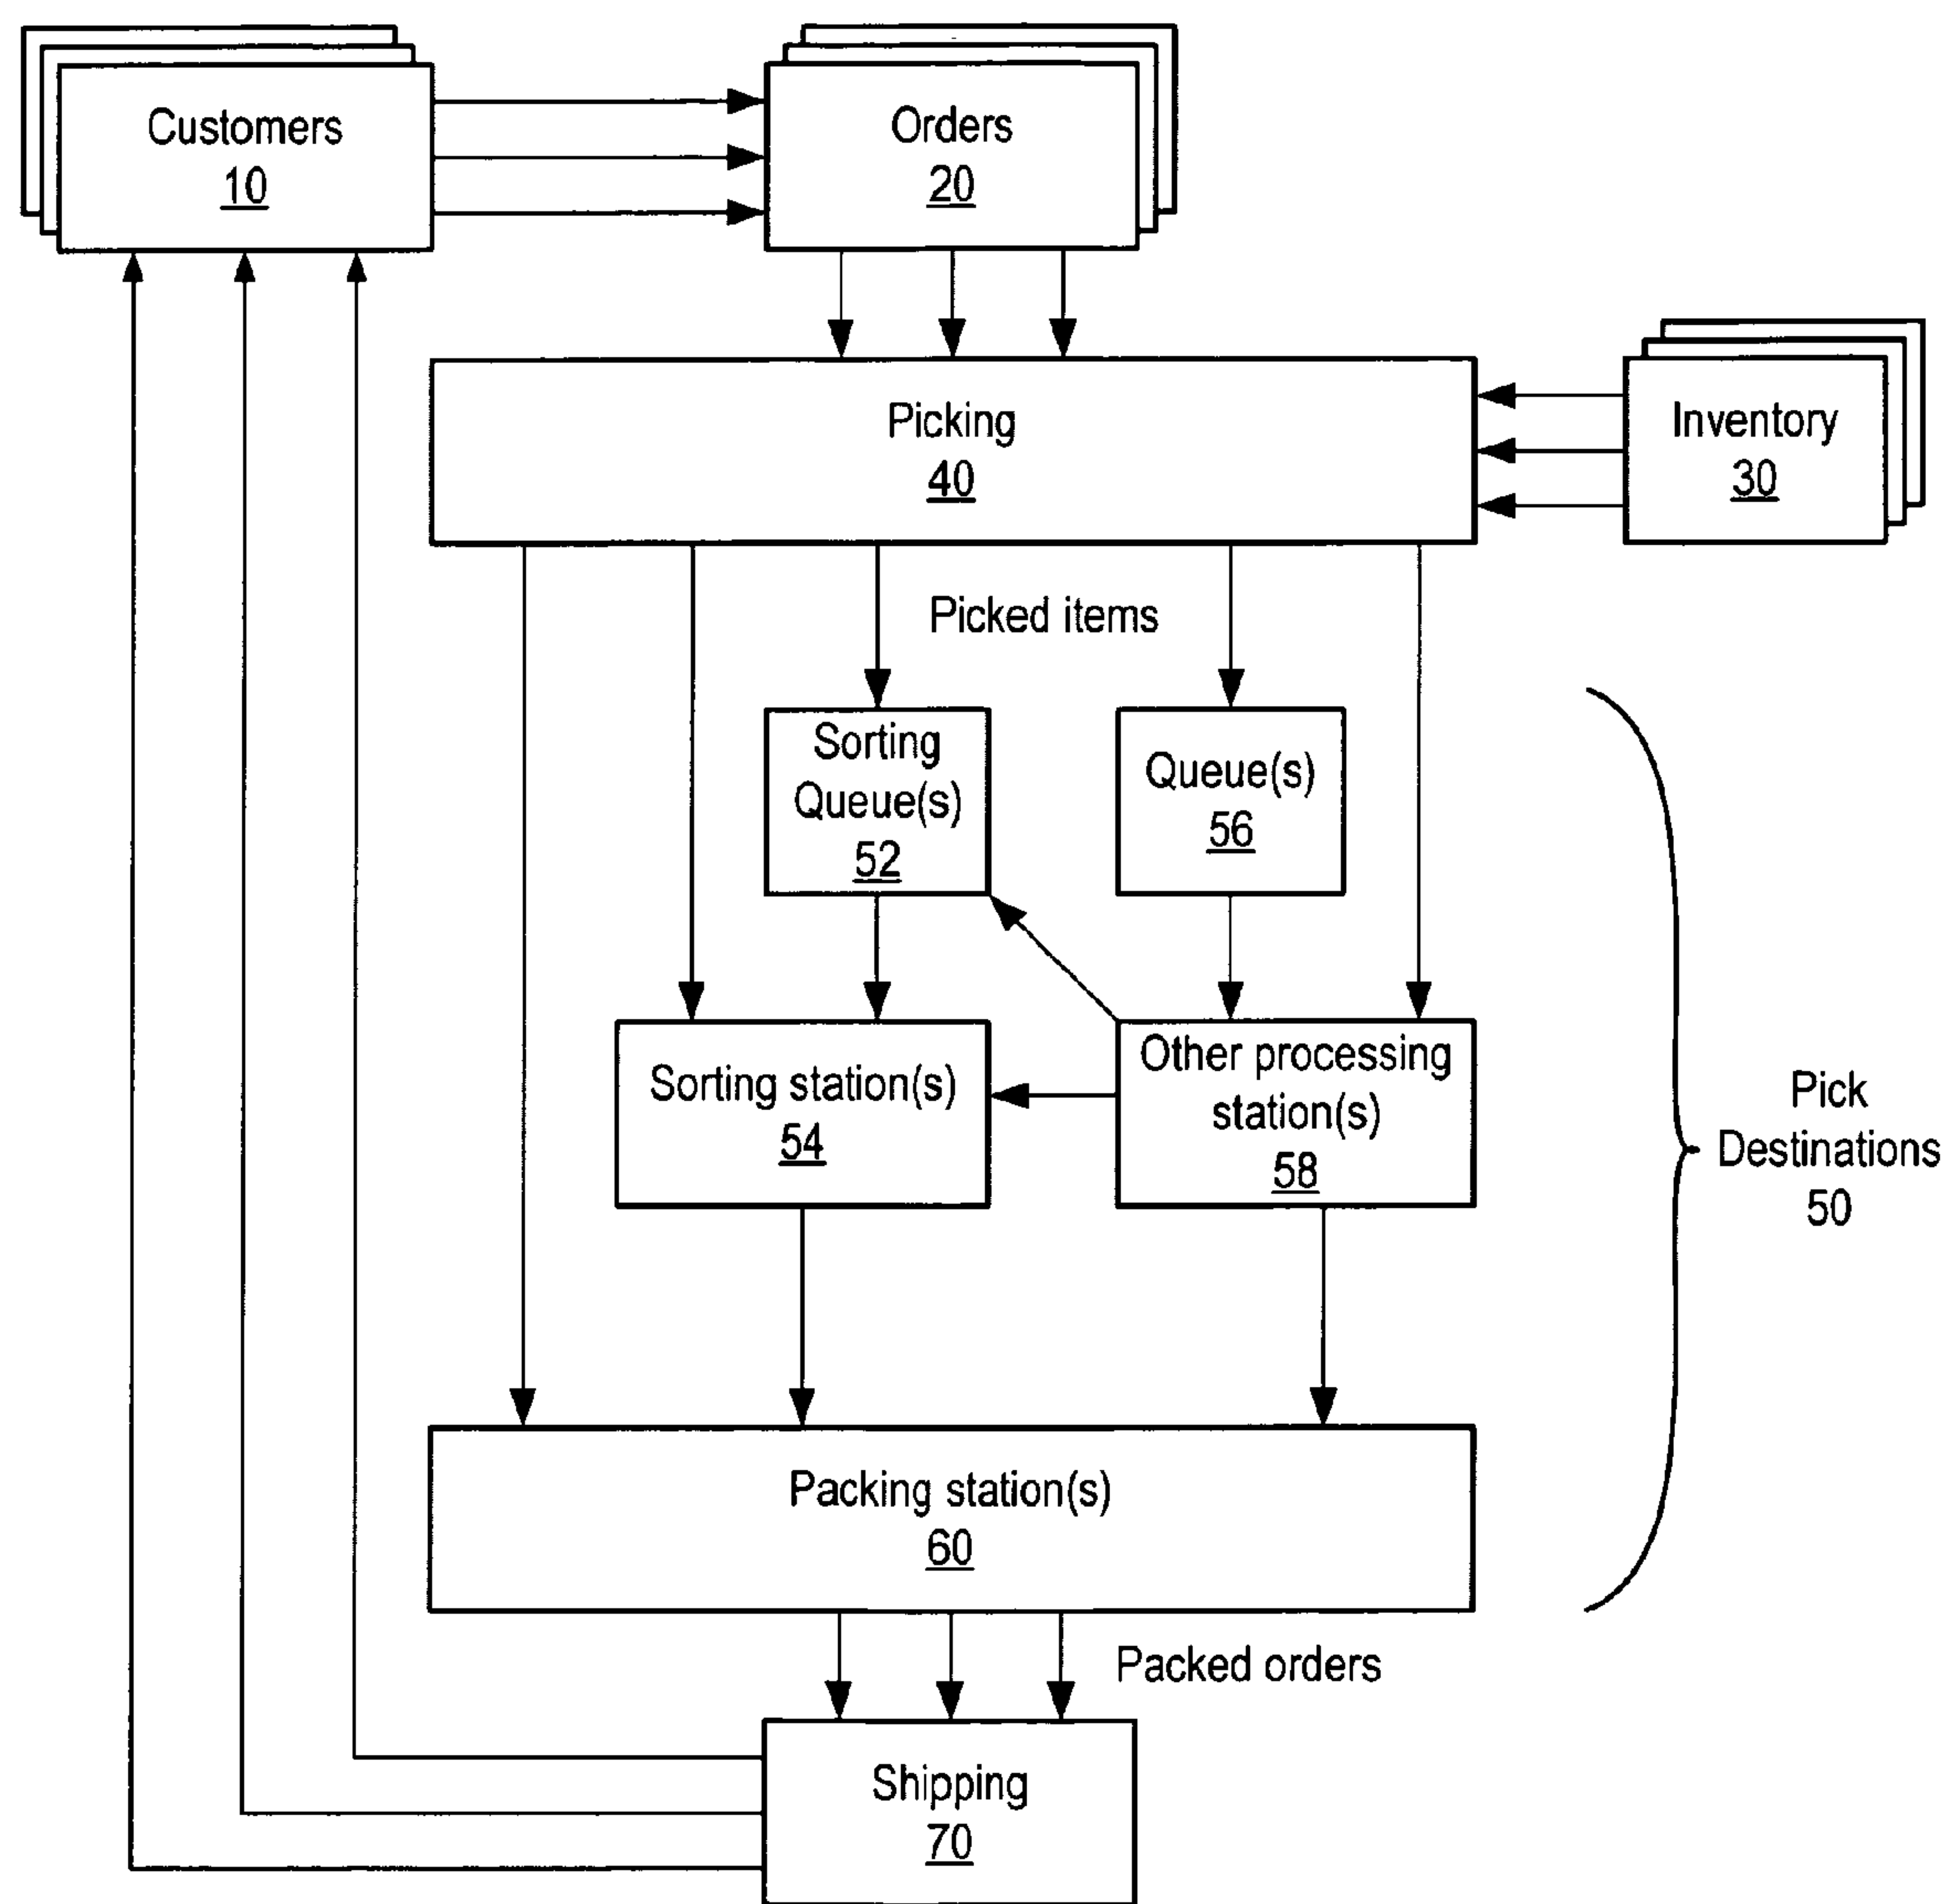 Customers
10
Orders
20
Picking
40
Inventory
30
Picked items
Sorting
Queue(s)
52
Queue(s)
56
Sorting station(s)
54
Other processing
station(s)
58
Pick
Destinations
50
Packing station(s)
60
Packed orders
Shipping
70